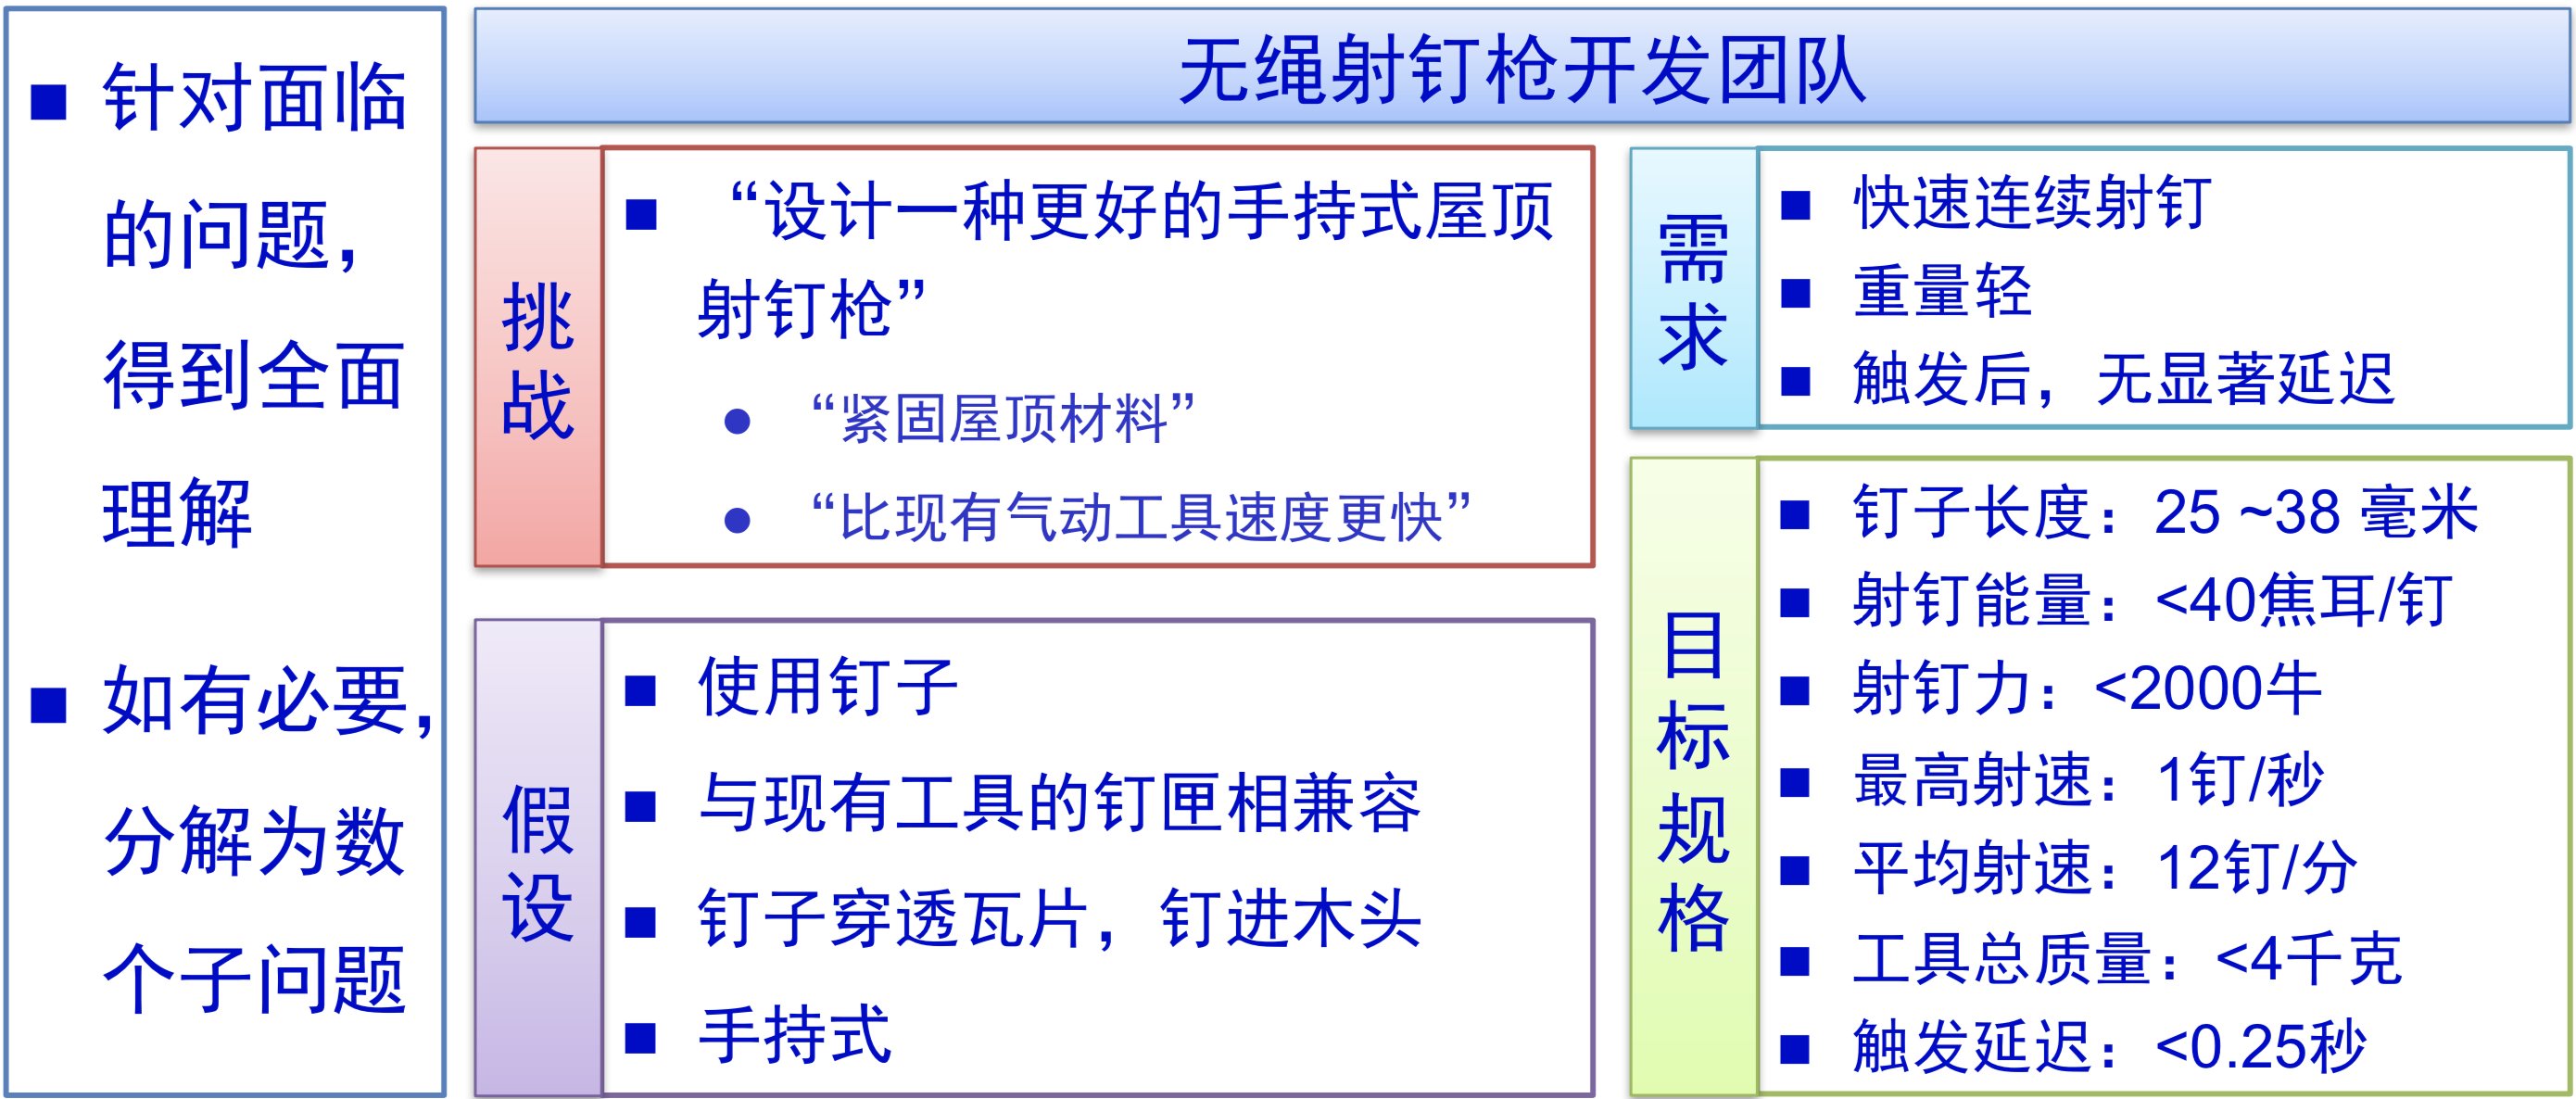 针对面临
的问题，
得到全面
理解
如有必要，
分解为数
个子问题
无绳射钉枪开发团队
挑
战
“设计一种更好的手持式屋顶
射钉枪”
“紧固屋顶材料”
“比现有气动工具速度更快”
假
设
使用钉子
与现有工具的钉匣相兼容
钉子穿透瓦片，钉进木头
手持式
需
求
快速连续射钉
重量轻
触发后，无显著延迟
目
标
规
格
钉子长度：25 ~38 毫米
射钉能量：<40焦耳/钉
射钉力：<2000牛
最高射速：1钉/秒
平均射速：12钉/分
工具总质量：<4千克
触发延迟：<0.25秒